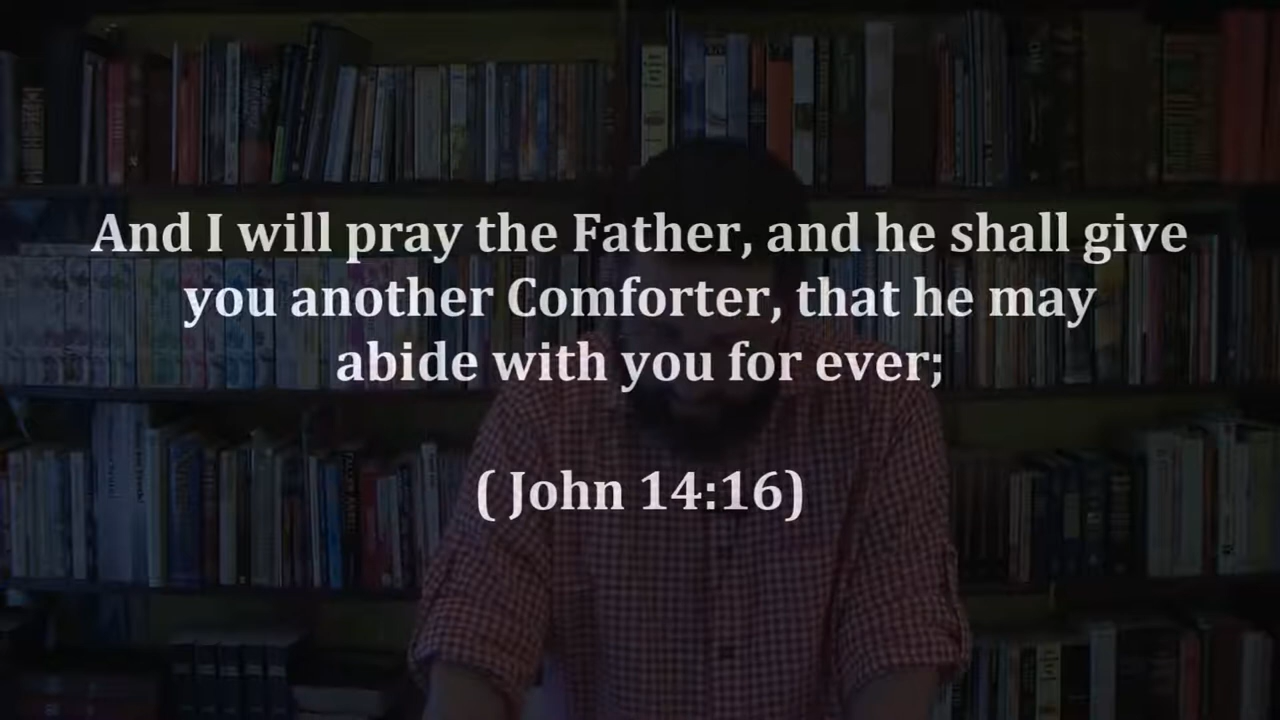 And I will pray the Father, and he shall give
you another Comforter, that he may
abide with you for ever;
( John 14:16)